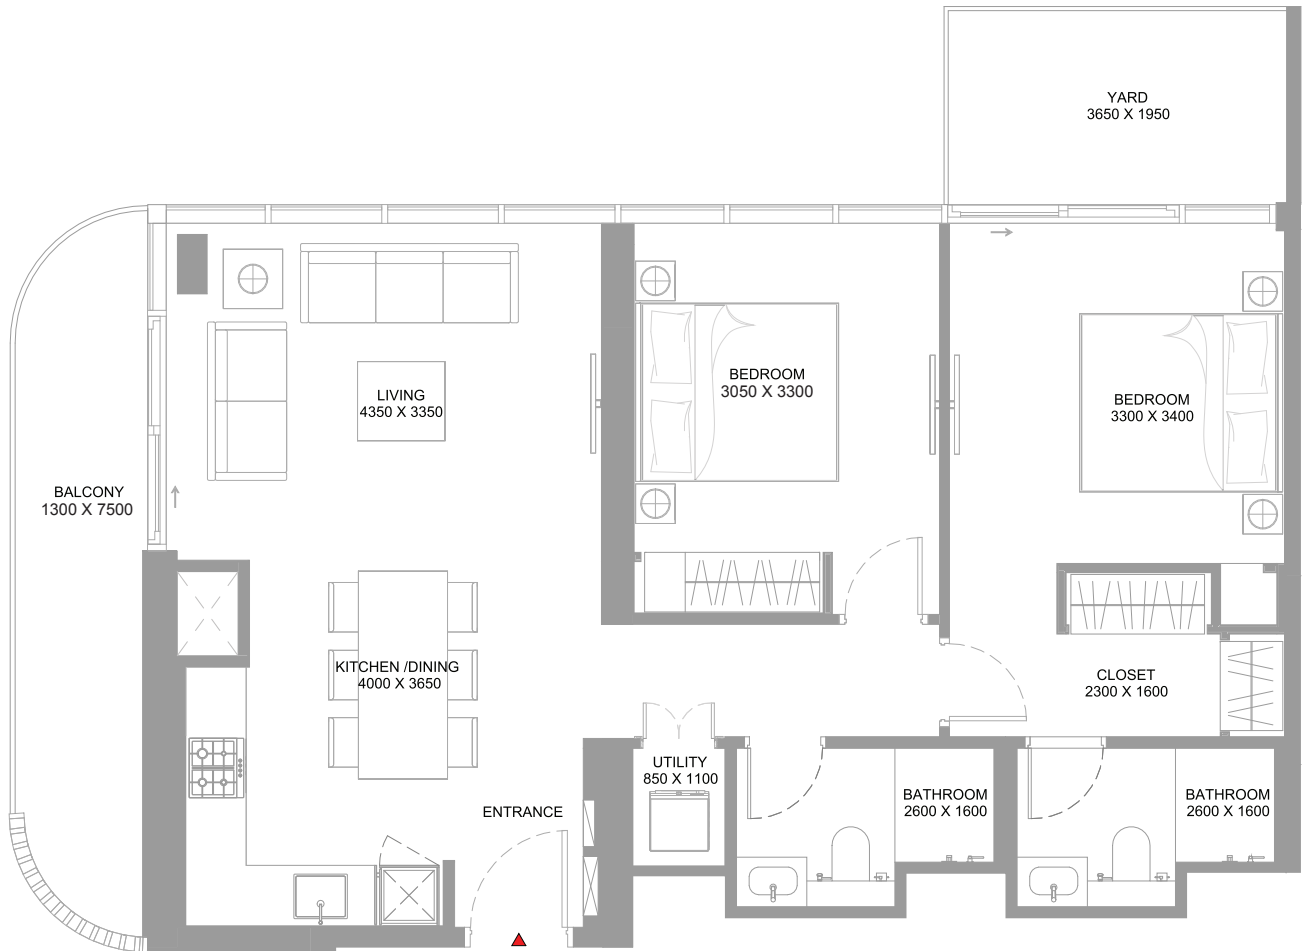 YARD
3650 X 1950
LIVING
4350 X 3350
BEDROOM
3050 X 3300
BEDROOM
3300 X 3400
BALCONY
1300 X 7500
KITCHEN /DINING
4000 X 3650
CLOSET
2300 X 1600
UTILITY
850 X 1100
ENTRANCE
BATHROOM
2600 X 1600
BATHROOM
2600 X 1600